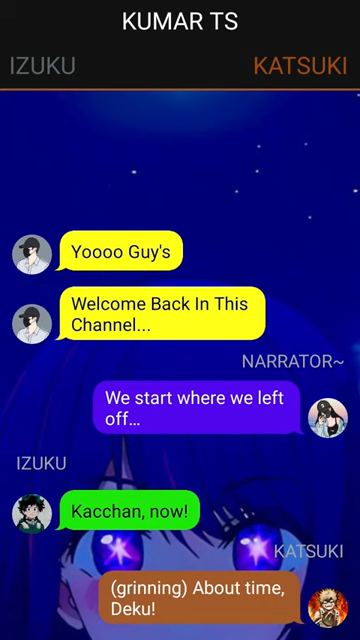 KUMAR TS
IZUKU
KATSUKI
Yoooo Guy's
Welcome Back In This
Channel...
NARRATOR~
We start where we left
off...
IZUKU
Kacchan, now!
KATSUKI
(grinning) About time,
Deku!